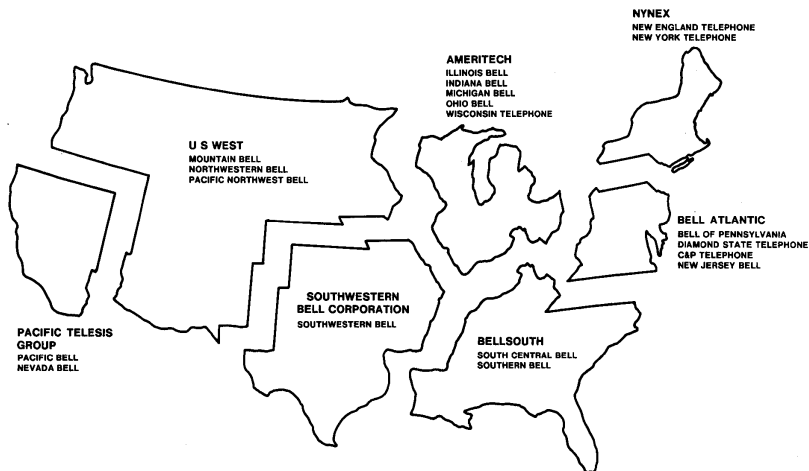 NYNEX
NEW ENGLAND TELEPHONE
NEW YORK TELEPHONE
AMERITECH
ILLINOIS BELL
INDIANA BELL
MICHIGAN BELL
OHIO BELL
WISCONSIN TELEPHONE
U S WEST
MOUNTAIN BELL
NORTHWESTERN BELL
PACIFIC NORTHWEST BELL
BELL ATLANTIC
BELL OF PENNSYLVANIA
DIAMOND STATE TELEPHONE
C&P TELEPHONE
NEW JERSEY BELL
SOUTHWESTERN
BELL CORPORATION
SOUTHWESTERN BELL
PACIFIC TELESIS
GROUP
PACIFIC BELL
NEVADA BELL
BELLSOUTH
SOUTH CENTRAL BELL
SOUTHERN BELL